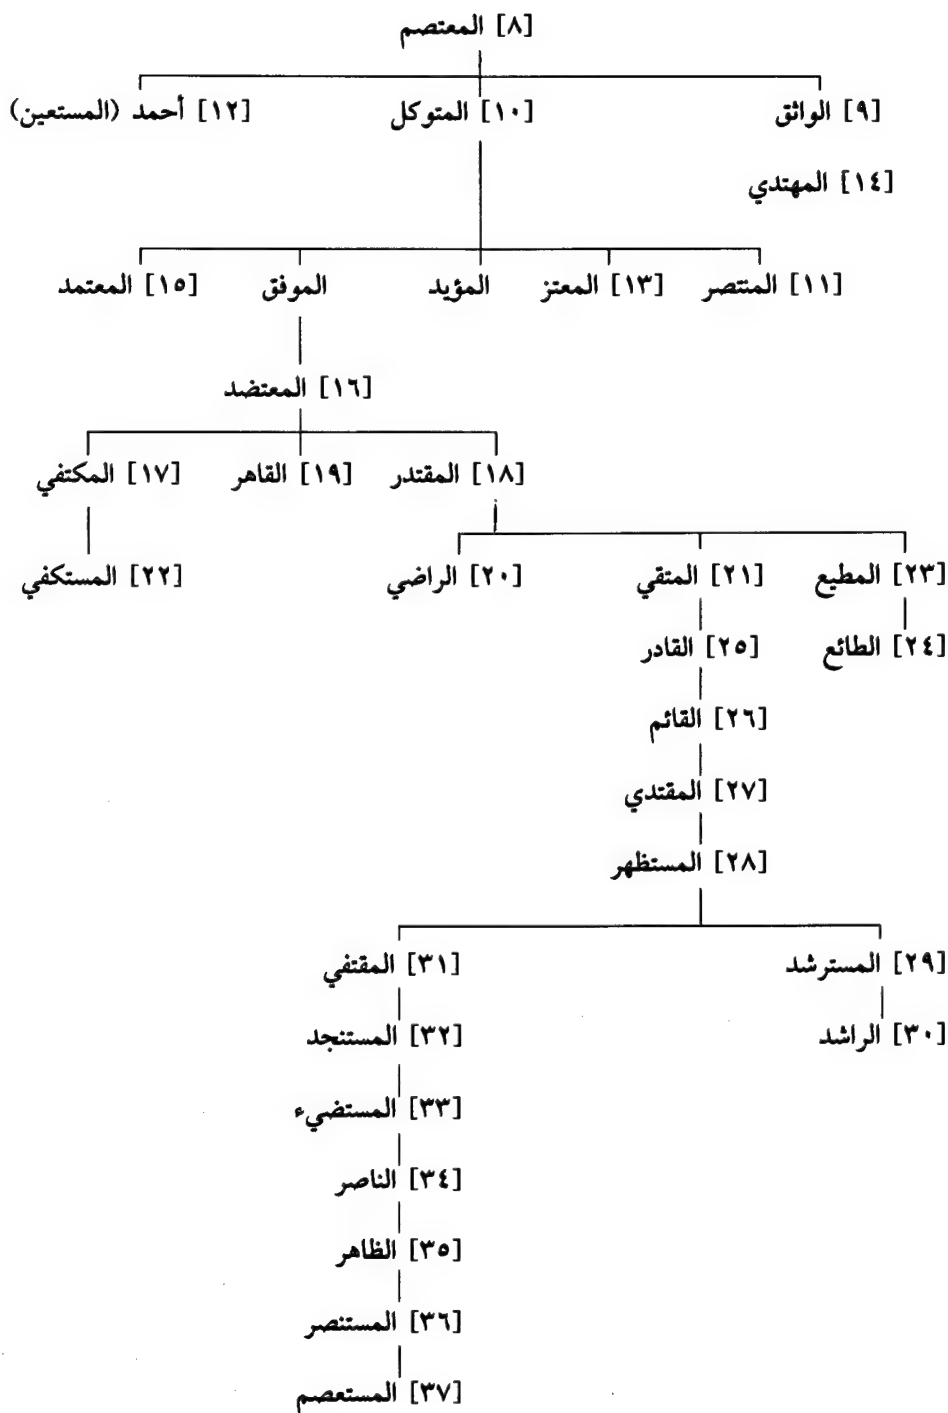 [٨] المعتصم
[٩] الواثق [١٠] المتوكل [١٢] أحمد (المستعين)
[١٤] المهتدي
[١١] المنتصر [١٣] المعتز المؤيد الموفق [١٥] المعتمد
[١٦] المعتضد
[١٨] المقتدر [١٩] القاهر [١٧] المكتفي
[٢٣] المطيع [٢١] المتقي [٢٠] الراضي [٢٢] المستكفي
[٢٤] الطائع [٢٥] القادر
[٢٦] القائم
[٢٧] المقتدي
[٢٨] المستظهر
[٢٩] المسترشد [٣١] المقتفي
[٣٠] الراشد [٣٢] المستنجد
[٣٣] المستضيء
[٣٤] الناصر
[٣٥] الظاهر
[٣٦] المستنصر
[٣٧] المستعصم